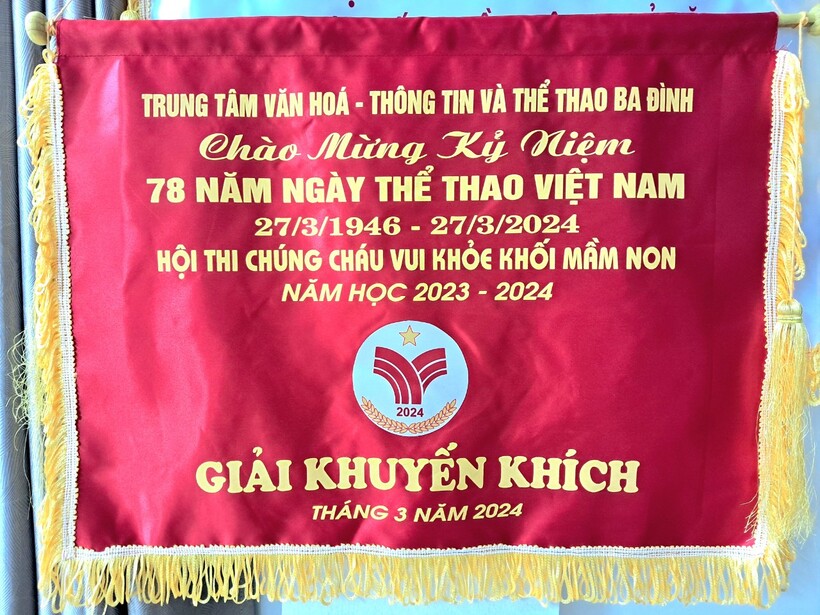 TRUNG TÂM VĂN HOÁ - THÔNG TIN VÀ THỂ THAO BA ĐÌNH
Chào Mừng Kỷ Niệm
78 NĂM NGÀY THỂ THAO VIỆT NAM
27/3/1946 - 27/3/2024
HỘI THI CHÚNG CHÁU VUI KHỎE KHỐI MẦM NON
NĂM HỌC 2023 - 2024
2024
GIẢI KHUYẾN KHÍCH
THÁNG 3 NĂM 2024